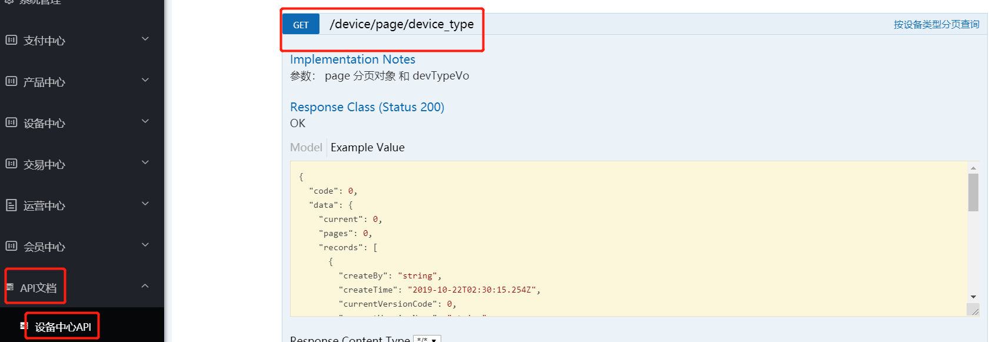 系统管理
支付中心
产品中心
设备中心
交易中心
运营中心
会员中心
API文档
设备中心API
GET /device/page/device_type 按设备类型分页查询
Implementation Notes
参数： page 分页对象 和 devTypeVo
Response Class (Status 200)
OK
Model Example Value
{
"code": 0,
"data": {
"current": 0,
"pages": 0,
"records": [
{
"createBy": "string",
"createTime": "2019-10-22T02:30:15.254Z",
"currentVersionCode": 0,
Response Content Type */*